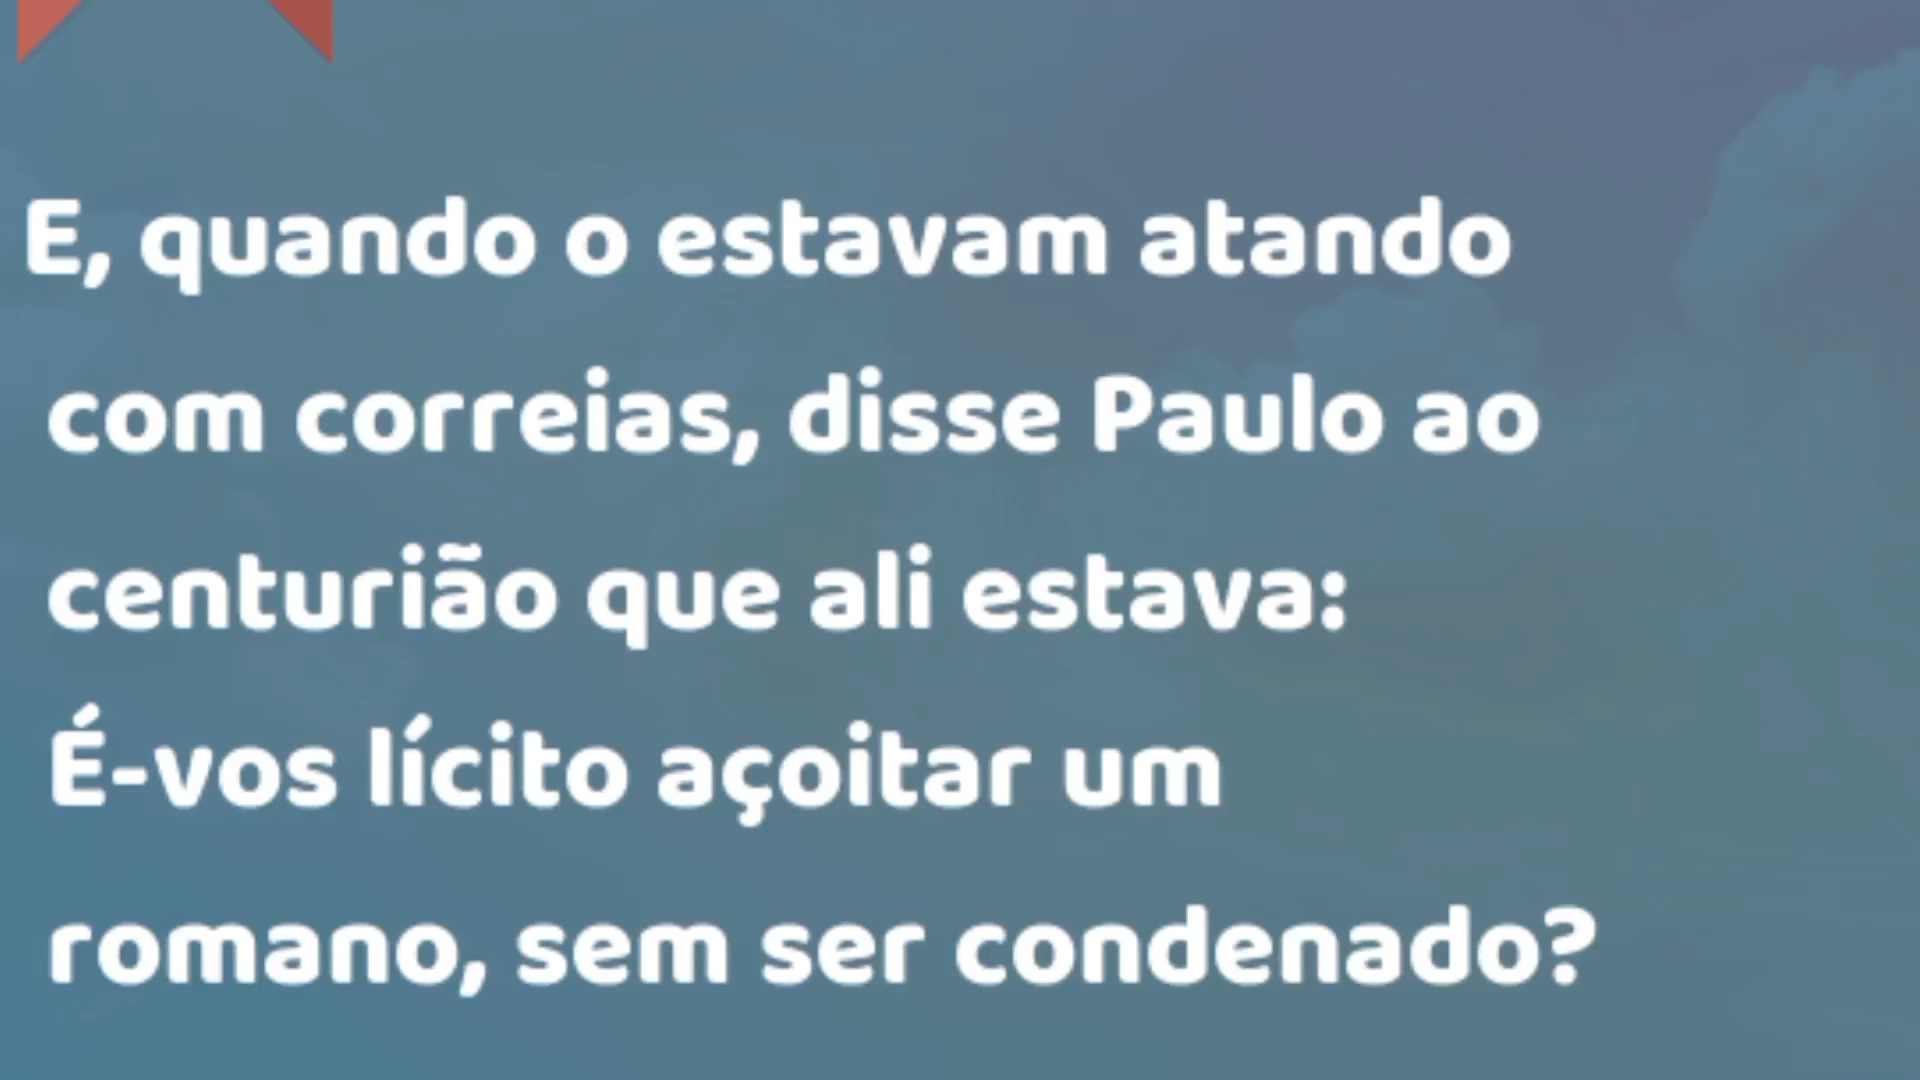 E, quando o estavam atando
com correias, disse Paulo ao
centurião que ali estava:
É-vos lícito açoitar um
romano, sem ser condenado?